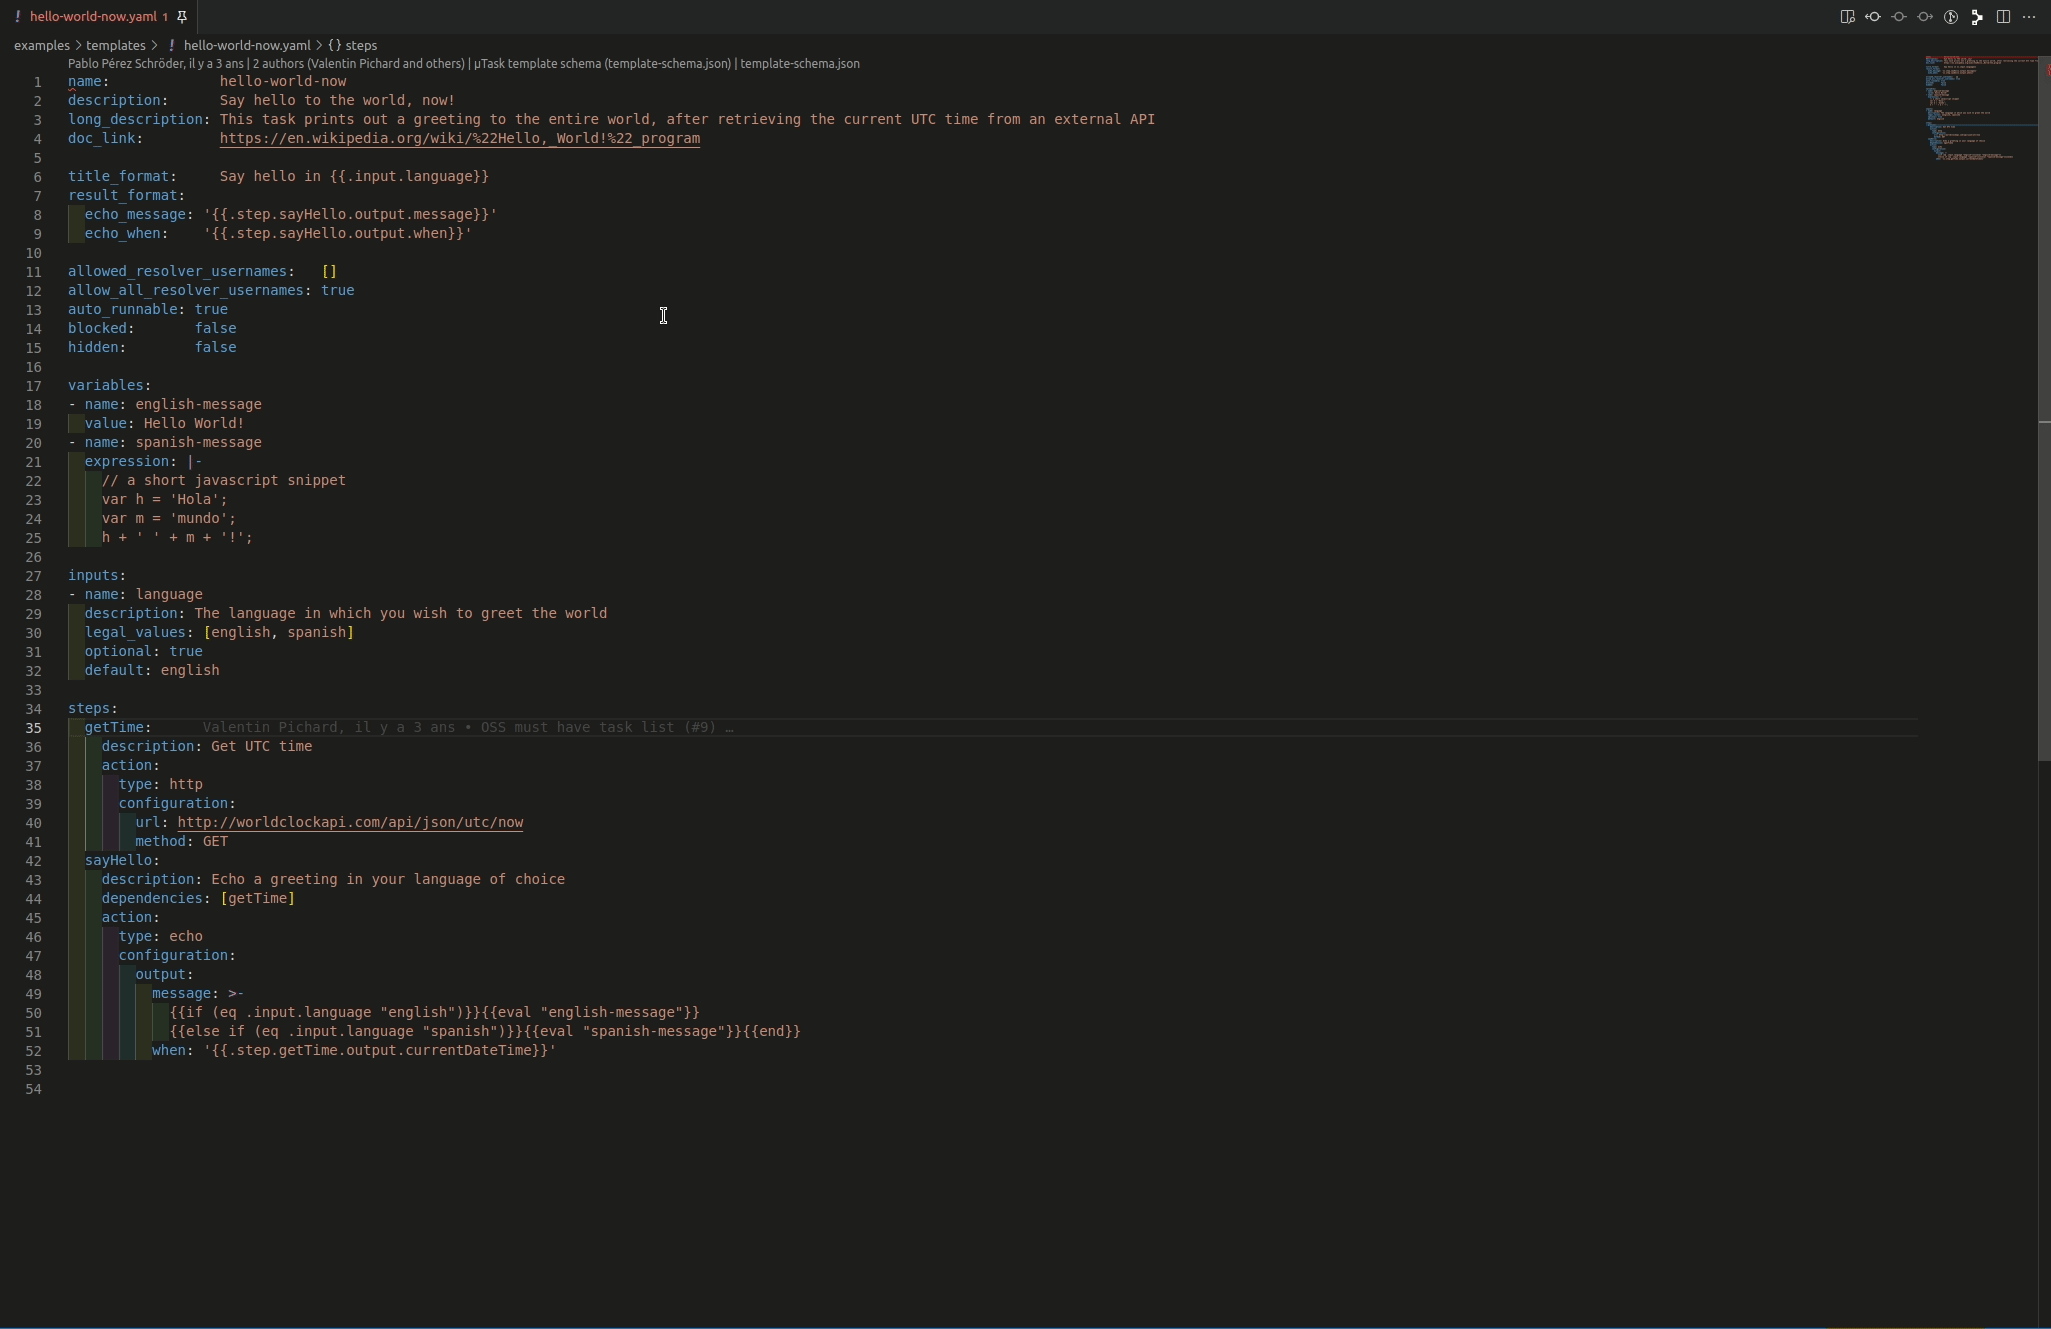 hello-world-now.yaml 1
examples > templates > ! hello-world-now.yaml > {} steps
Pablo Pérez Schröder, il y a 3 ans | 2 authors (Valentin Pichard and others) | µTask template schema (template-schema.json) | template-schema.json
1 name:             hello-world-now
2 description:      Say hello to the world, now!
3 long_description: This task prints out a greeting to the entire world, after retrieving the current UTC time from an external API
4 doc_link:         https://en.wikipedia.org/wiki/%22Hello,_World!%22_program
5
6 title_format:     Say hello in {{.input.language}}
7 result_format:
8   echo_message: '{{.step.sayHello.output.message}}'
9   echo_when:    '{{.step.sayHello.output.when}}'
10
11 allowed_resolver_usernames:   []
12 allow_all_resolver_usernames: true
13 auto_runnable: true
14 blocked:       false
15 hidden:        false
16
17 variables:
18 - name: english-message
19   value: Hello World!
20 - name: spanish-message
21   expression: |-
22     // a short javascript snippet
23     var h = 'Hola';
24     var m = 'mundo';
25     h + ' ' + m + '!';
26
27 inputs:
28 - name: language
29   description: The language in which you wish to greet the world
30   legal_values: [english, spanish]
31   optional: true
32   default: english
33
34 steps:
35   getTime:      Valentin Pichard, il y a 3 ans • OSS must have task list (#9) …
36     description: Get UTC time
37     action:
38       type: http
39       configuration:
40         url: http://worldclockapi.com/api/json/utc/now
41         method: GET
42   sayHello:
43     description: Echo a greeting in your language of choice
44     dependencies: [getTime]
45     action:
46       type: echo
47       configuration:
48         output:
49           message: >-
50             {{if (eq .input.language "english")}}{{eval "english-message"}}
51             {{else if (eq .input.language "spanish")}}{{eval "spanish-message"}}{{end}}
52           when: '{{.step.getTime.output.currentDateTime}}'
53
54